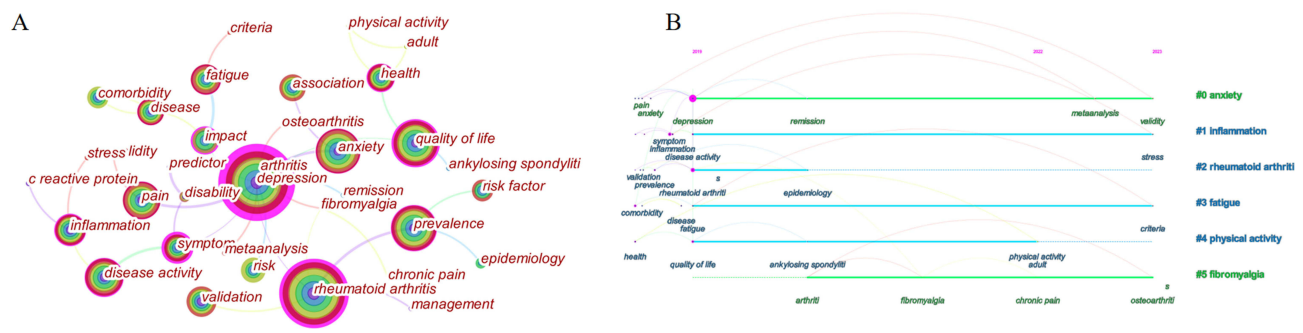 A
criteria
physical activity
adult
fatigue
association
health
comorbidity
disease
osteoarthritis
impact
anxiety
quality of life
stress
lidity
predictor
arthritis
depression
ankylosing spondyliti
c reactive protein
pain
disability
remission
fibromyalgia
risk factor
inflammation
symptom
metaanalysis
prevalence
disease activity
risk
chronic pain
epidemiology
validation
rheumatoid arthritis
management
B
2019
2022
2023
#0 anxiety
pain
anxiety
depression
remission
metaanalysis
validity
#1 inflammation
symptom
inflammation
disease activity
stress
#2 rheumatoid arthriti
validation
s
prevalence
rheumatoid arthriti
epidemiology
#3 fatigue
comorbidity
disease
fatigue
criteria
#4 physical activity
health
quality of life
ankylosing spondyliti
physical activity
adult
#5 fibromyalgia
s
arthriti
fibromyalgia
chronic pain
osteoarthriti